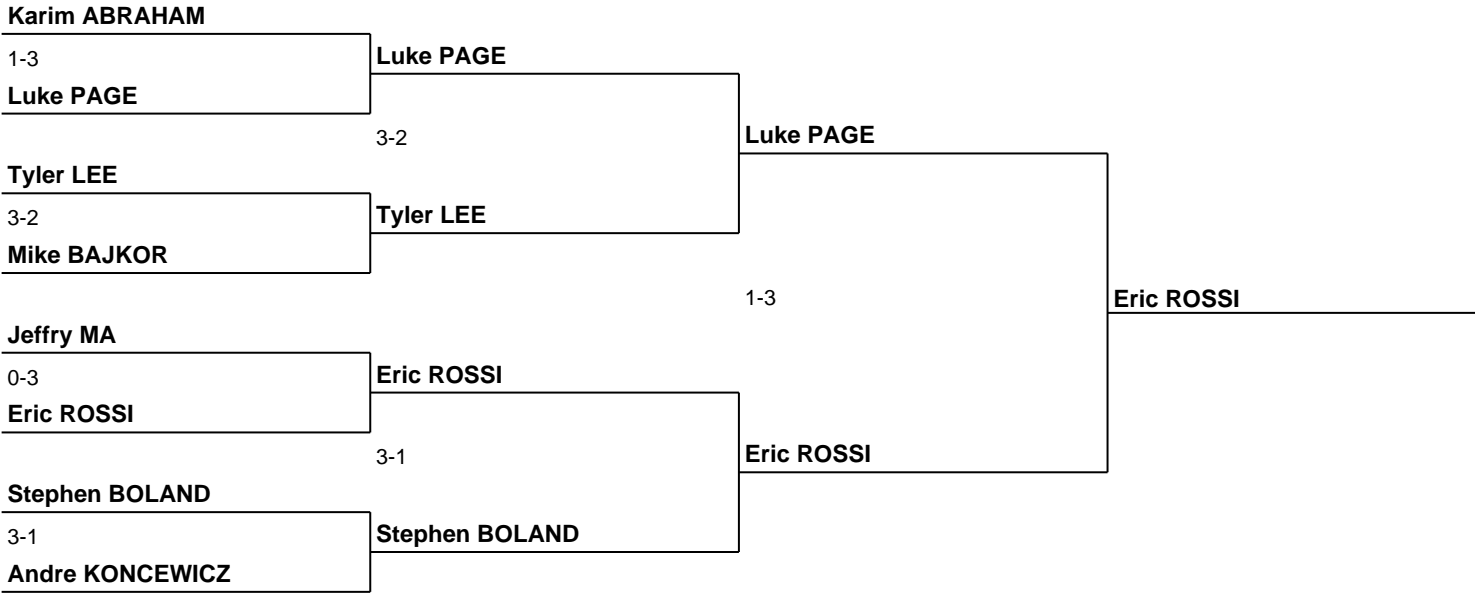 Karim ABRAHAM
1-3
Luke PAGE
Luke PAGE
3-2
Luke PAGE
Tyler LEE
3-2
Tyler LEE
Mike BAJKOR
1-3
Eric ROSSI
Jeffry MA
0-3
Eric ROSSI
Eric ROSSI
3-1
Eric ROSSI
Stephen BOLAND
3-1
Stephen BOLAND
Andre KONCEWICZ